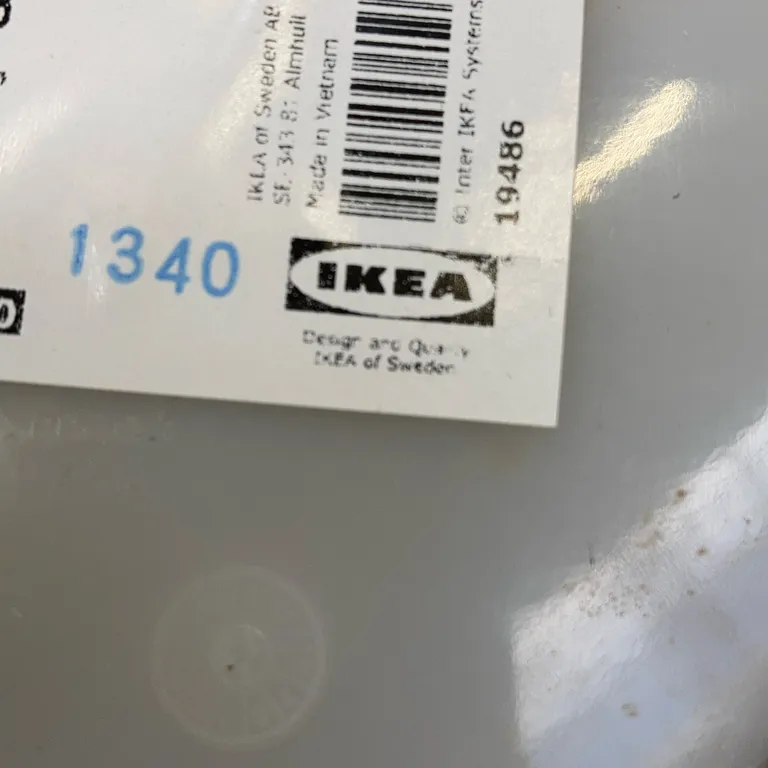 IKEA of Sweden AB
SE-343 81 Älmhult
Made in Vietnam
© Inter IKEA Systems
19486
1340
IKEA
Design and Quality
IKEA of Sweden